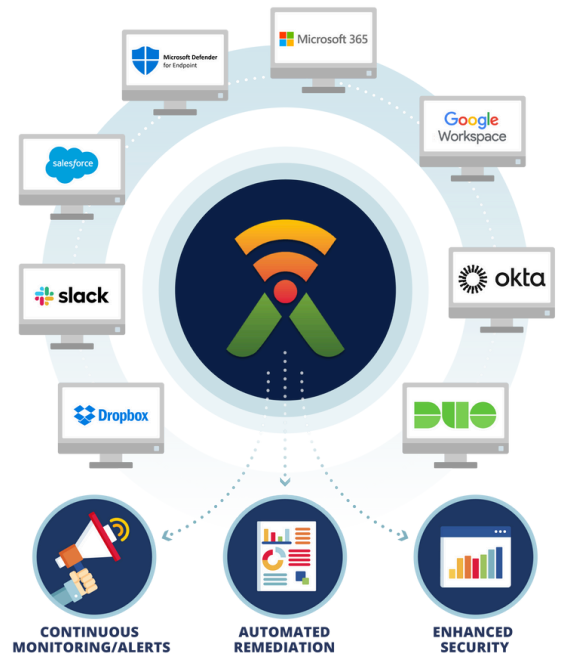 Microsoft 365
Microsoft Defender
for Endpoint
Google
Workspace
salesforce
okta
slack
Dropbox
DUO
CONTINUOUS
MONITORING/ALERTS
AUTOMATED
REMEDIATION
ENHANCED
SECURITY